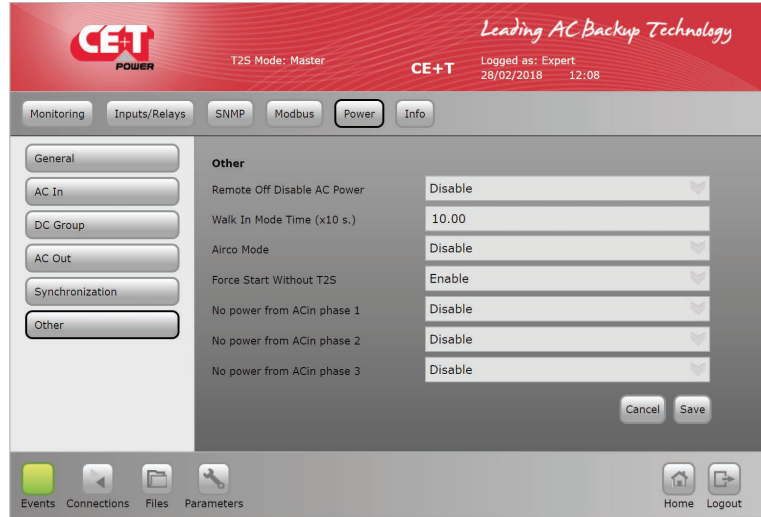 CE+T
POWER
Leading AC Backup Technology
T2S Mode: Master
CE+T
Logged as: Expert
28/02/2018 12:08
Monitoring Inputs/Relays SNMP Modbus Power Info
General
AC In
DC Group
AC Out
Synchronization
Other
Other
Remote Off Disable AC Power Disable
Walk In Mode Time (x10 s.) 10.00
Airco Mode Disable
Force Start Without T2S Enable
No power from ACin phase 1 Disable
No power from ACin phase 2 Disable
No power from ACin phase 3 Disable
Cancel Save
Events Connections Files Parameters Home Logout